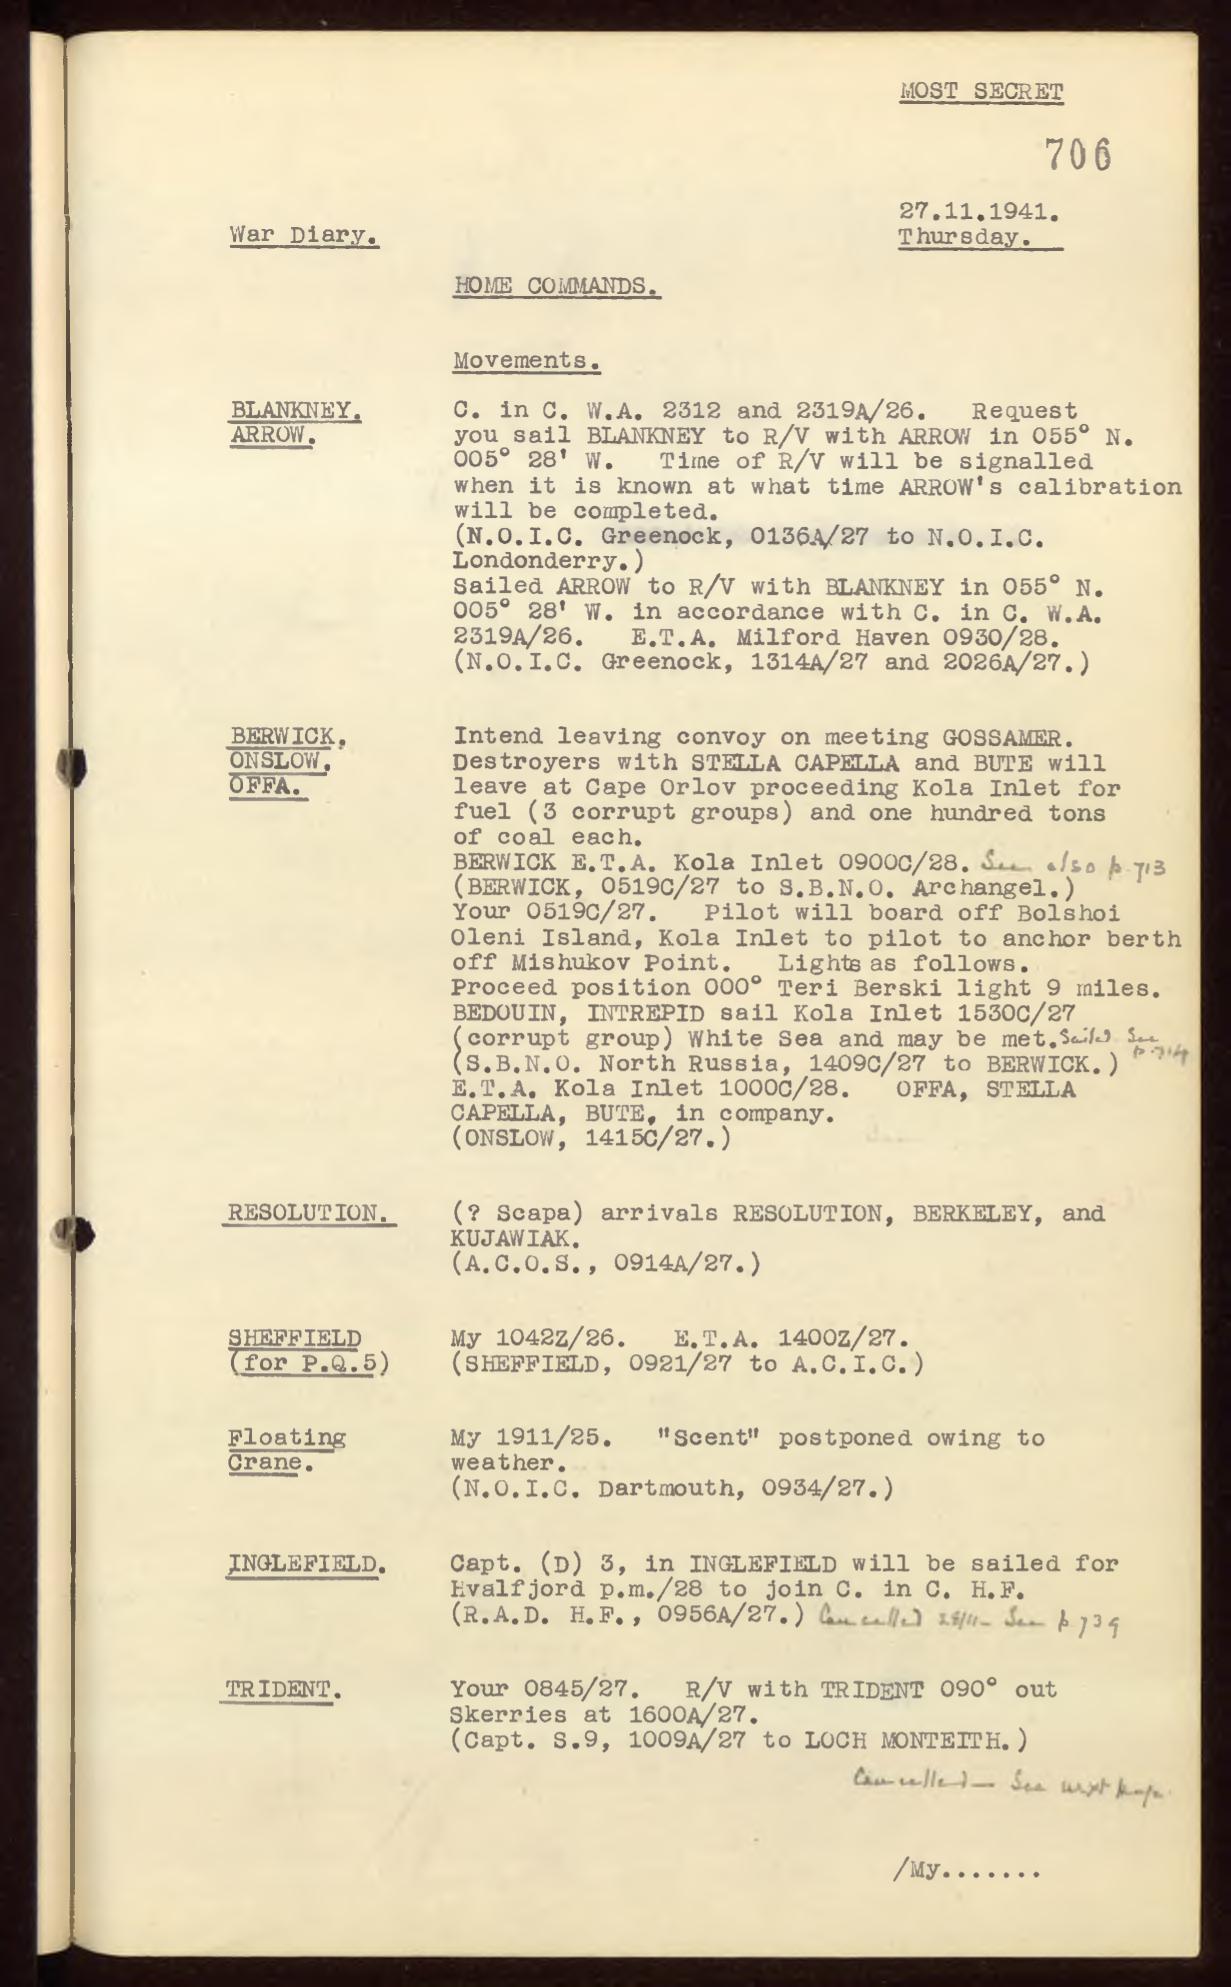 MOST SECRET
706
27.11.1941.
War Diary.
Thursday.
HOME COMMANDS.
Movements.
BLANKNEY.
ARROW.
C. in C. W.A. 2312 and 2319A/26. Request
you sail BLANKNEY to R/V with ARROW in 055° N.
005° 28' W. Time of R/V will be signalled
when it is known at what time ARROW's calibration
will be completed.
(N.O.I.C. Greenock, 0136A/27 to N.O.I.C.
Londonderry.)
Sailed ARROW to R/V with BLANKNEY in 055° N.
005° 28' W. in accordance with C. in C. W.A.
2319A/26. E.T.A. Milford Haven 0930/28.
(N.O.I.C. Greenock, 1314A/27 and 2026A/27.)
BERWICK,
ONSLOW,
OFFA.
Intend leaving convoy on meeting GOSSAMER.
Destroyers with STELLA CAPELLA and BUTE will
leave at Cape Orlov proceeding Kola Inlet for
fuel (3 corrupt groups) and one hundred tons
of coal each.
BERWICK E.T.A. Kola Inlet 0900C/28. See also p. 713
(BERWICK, 0519C/27 to S.B.N.O. Archangel.)
Your 0519C/27. Pilot will board off Bolshoi
Oleni Island, Kola Inlet to pilot to anchor berth
off Mishukov Point. Lights as follows.
Proceed position 000° Teri Berski light 9 miles.
BEDOUIN, INTREPID sail Kola Inlet 1530C/27
(corrupt group) White Sea and may be met. Sailed See
p. 714
(S.B.N.O. North Russia, 1409C/27 to BERWICK.)
E.T.A. Kola Inlet 1000C/28. OFFA, STELLA
CAPELLA, BUTE, in company.
(ONSLOW, 1415C/27.)
RESOLUTION.
(? Scapa) arrivals RESOLUTION, BERKELEY, and
KUJAWIAK.
(A.C.O.S., 0914A/27.)
SHEFFIELD
(for P.Q.5)
My 1042Z/26. E.T.A. 1400Z/27.
(SHEFFIELD, 0921/27 to A.C.I.C.)
Floating
Crane.
My 1911/25. "Scent" postponed owing to
weather.
(N.O.I.C. Dartmouth, 0934/27.)
INGLEFIELD.
Capt. (D) 3, in INGLEFIELD will be sailed for
Hvalfjord p.m./28 to join C. in C. H.F.
(R.A.D. H.F., 0956A/27.) Cancelled 28/11 - See p 739
TRIDENT.
Your 0845/27. R/V with TRIDENT 090° out
Skerries at 1600A/27.
(Capt. S.9, 1009A/27 to LOCH MONTEITH.)
Cancelled - See next page
/My.......